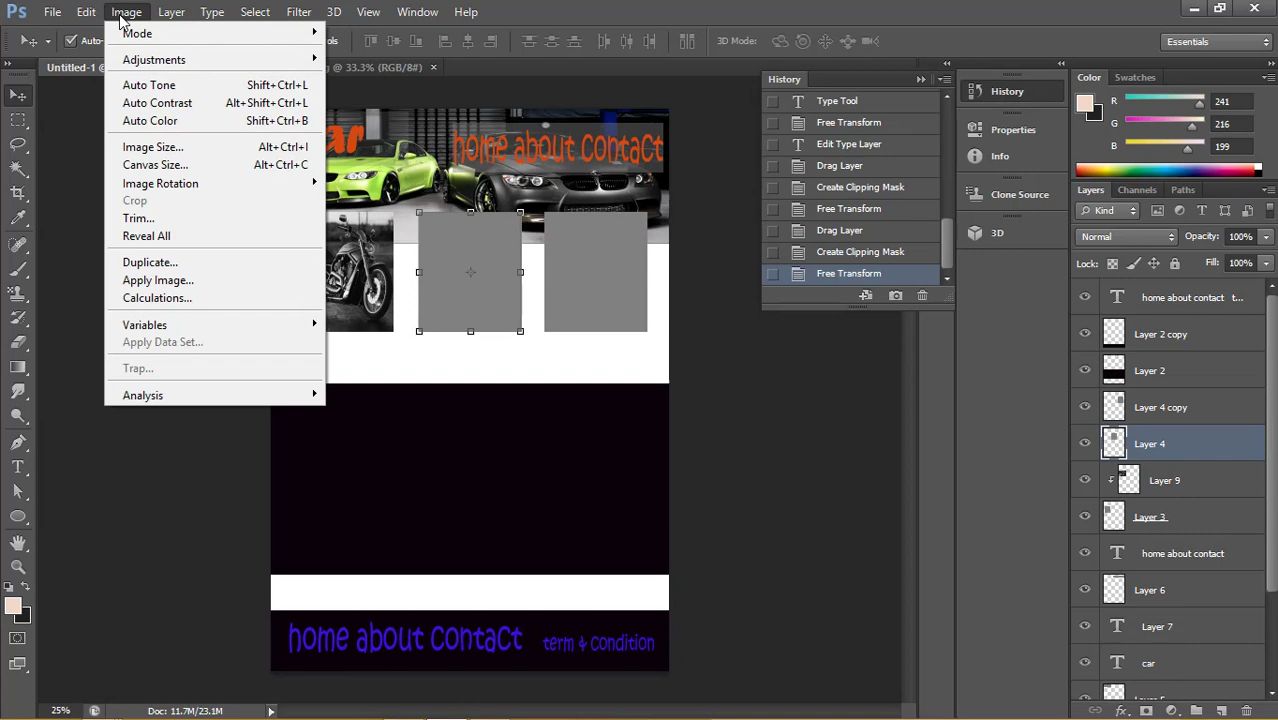 Ps File Edit Image Layer Type Select Filter 3D View Window Help
Auto-
3D Mode:
Essentials
Untitled-1 @
@ 33.3% (RGB/8#) ×
Mode
Adjustments
Auto Tone Shift+Ctrl+L
Auto Contrast Alt+Shift+Ctrl+L
Auto Color Shift+Ctrl+B
Image Size... Alt+Ctrl+I
Canvas Size... Alt+Ctrl+C
Image Rotation
Crop
Trim...
Reveal All
Duplicate...
Apply Image...
Calculations...
Variables
Apply Data Set...
Trap...
Analysis
home about contact
home about contact
term & condition
History
Type Tool
Free Transform
Edit Type Layer
Drag Layer
Create Clipping Mask
Free Transform
Drag Layer
Create Clipping Mask
Free Transform
History
Properties
Info
Clone Source
3D
Color Swatches
R 241
G 216
B 199
Layers Channels Paths
Kind
Normal Opacity: 100%
Lock: Fill: 100%
home about contact t...
Layer 2 copy
Layer 2
Layer 4 copy
Layer 4
Layer 9
Layer 3
home about contact
Layer 6
Layer 7
car
25% Doc: 11.7M/23.1M